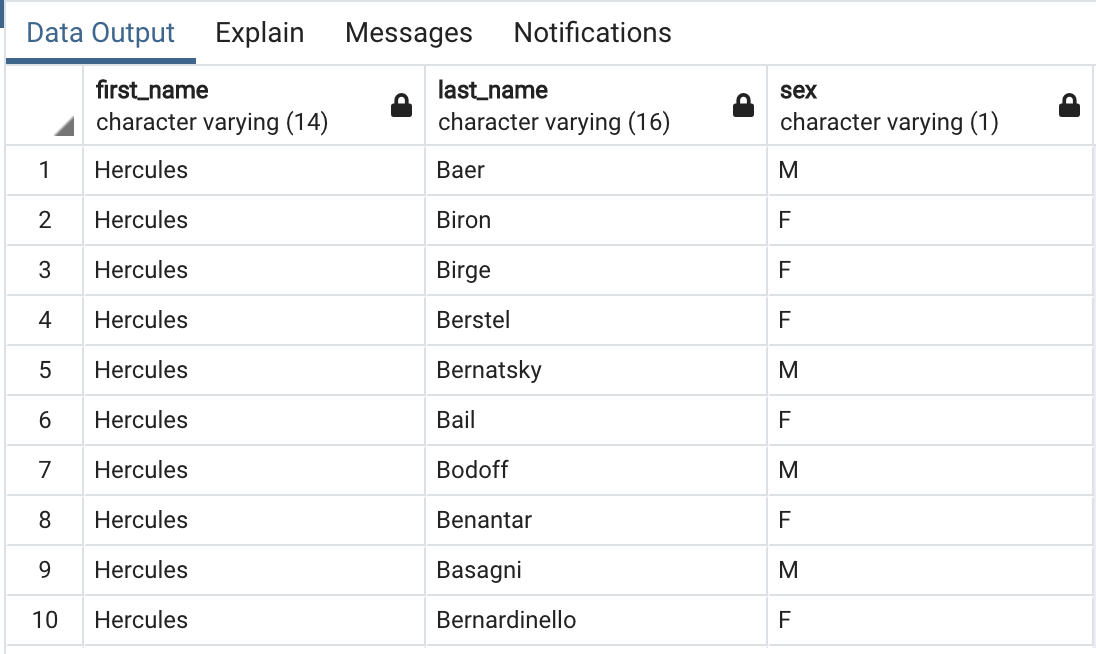 Data Output Explain Messages Notifications
first_name last_name sex
character varying (14) character varying (16) character varying (1)
1 Hercules Baer M
2 Hercules Biron F
3 Hercules Birge F
4 Hercules Berstel F
5 Hercules Bernatsky M
6 Hercules Bail F
7 Hercules Bodoff M
8 Hercules Benantar F
9 Hercules Basagni M
10 Hercules Bernardinello F